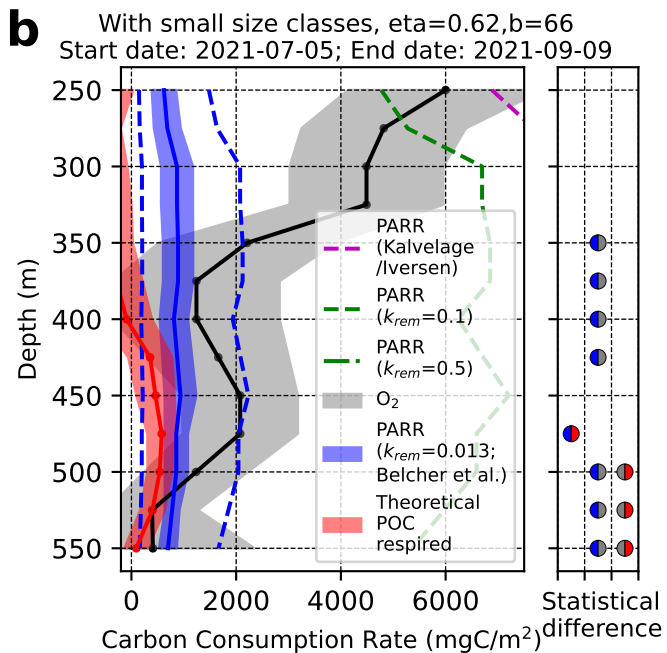 b
With small size classes, eta=0.62,b=66
Start date: 2021-07-05; End date: 2021-09-09
250
300
350
400
450
500
550
Depth (m)
PARR
(Kalvelage
/Iversen)
PARR
(k_rem=0.1)
PARR
(k_rem=0.5)
O₂
PARR
(k_rem=0.013;
Belcher et al.)
Theoretical
POC
respired
0 2000 4000 6000
Carbon Consumption Rate (mgC/m²)
Statistical
difference